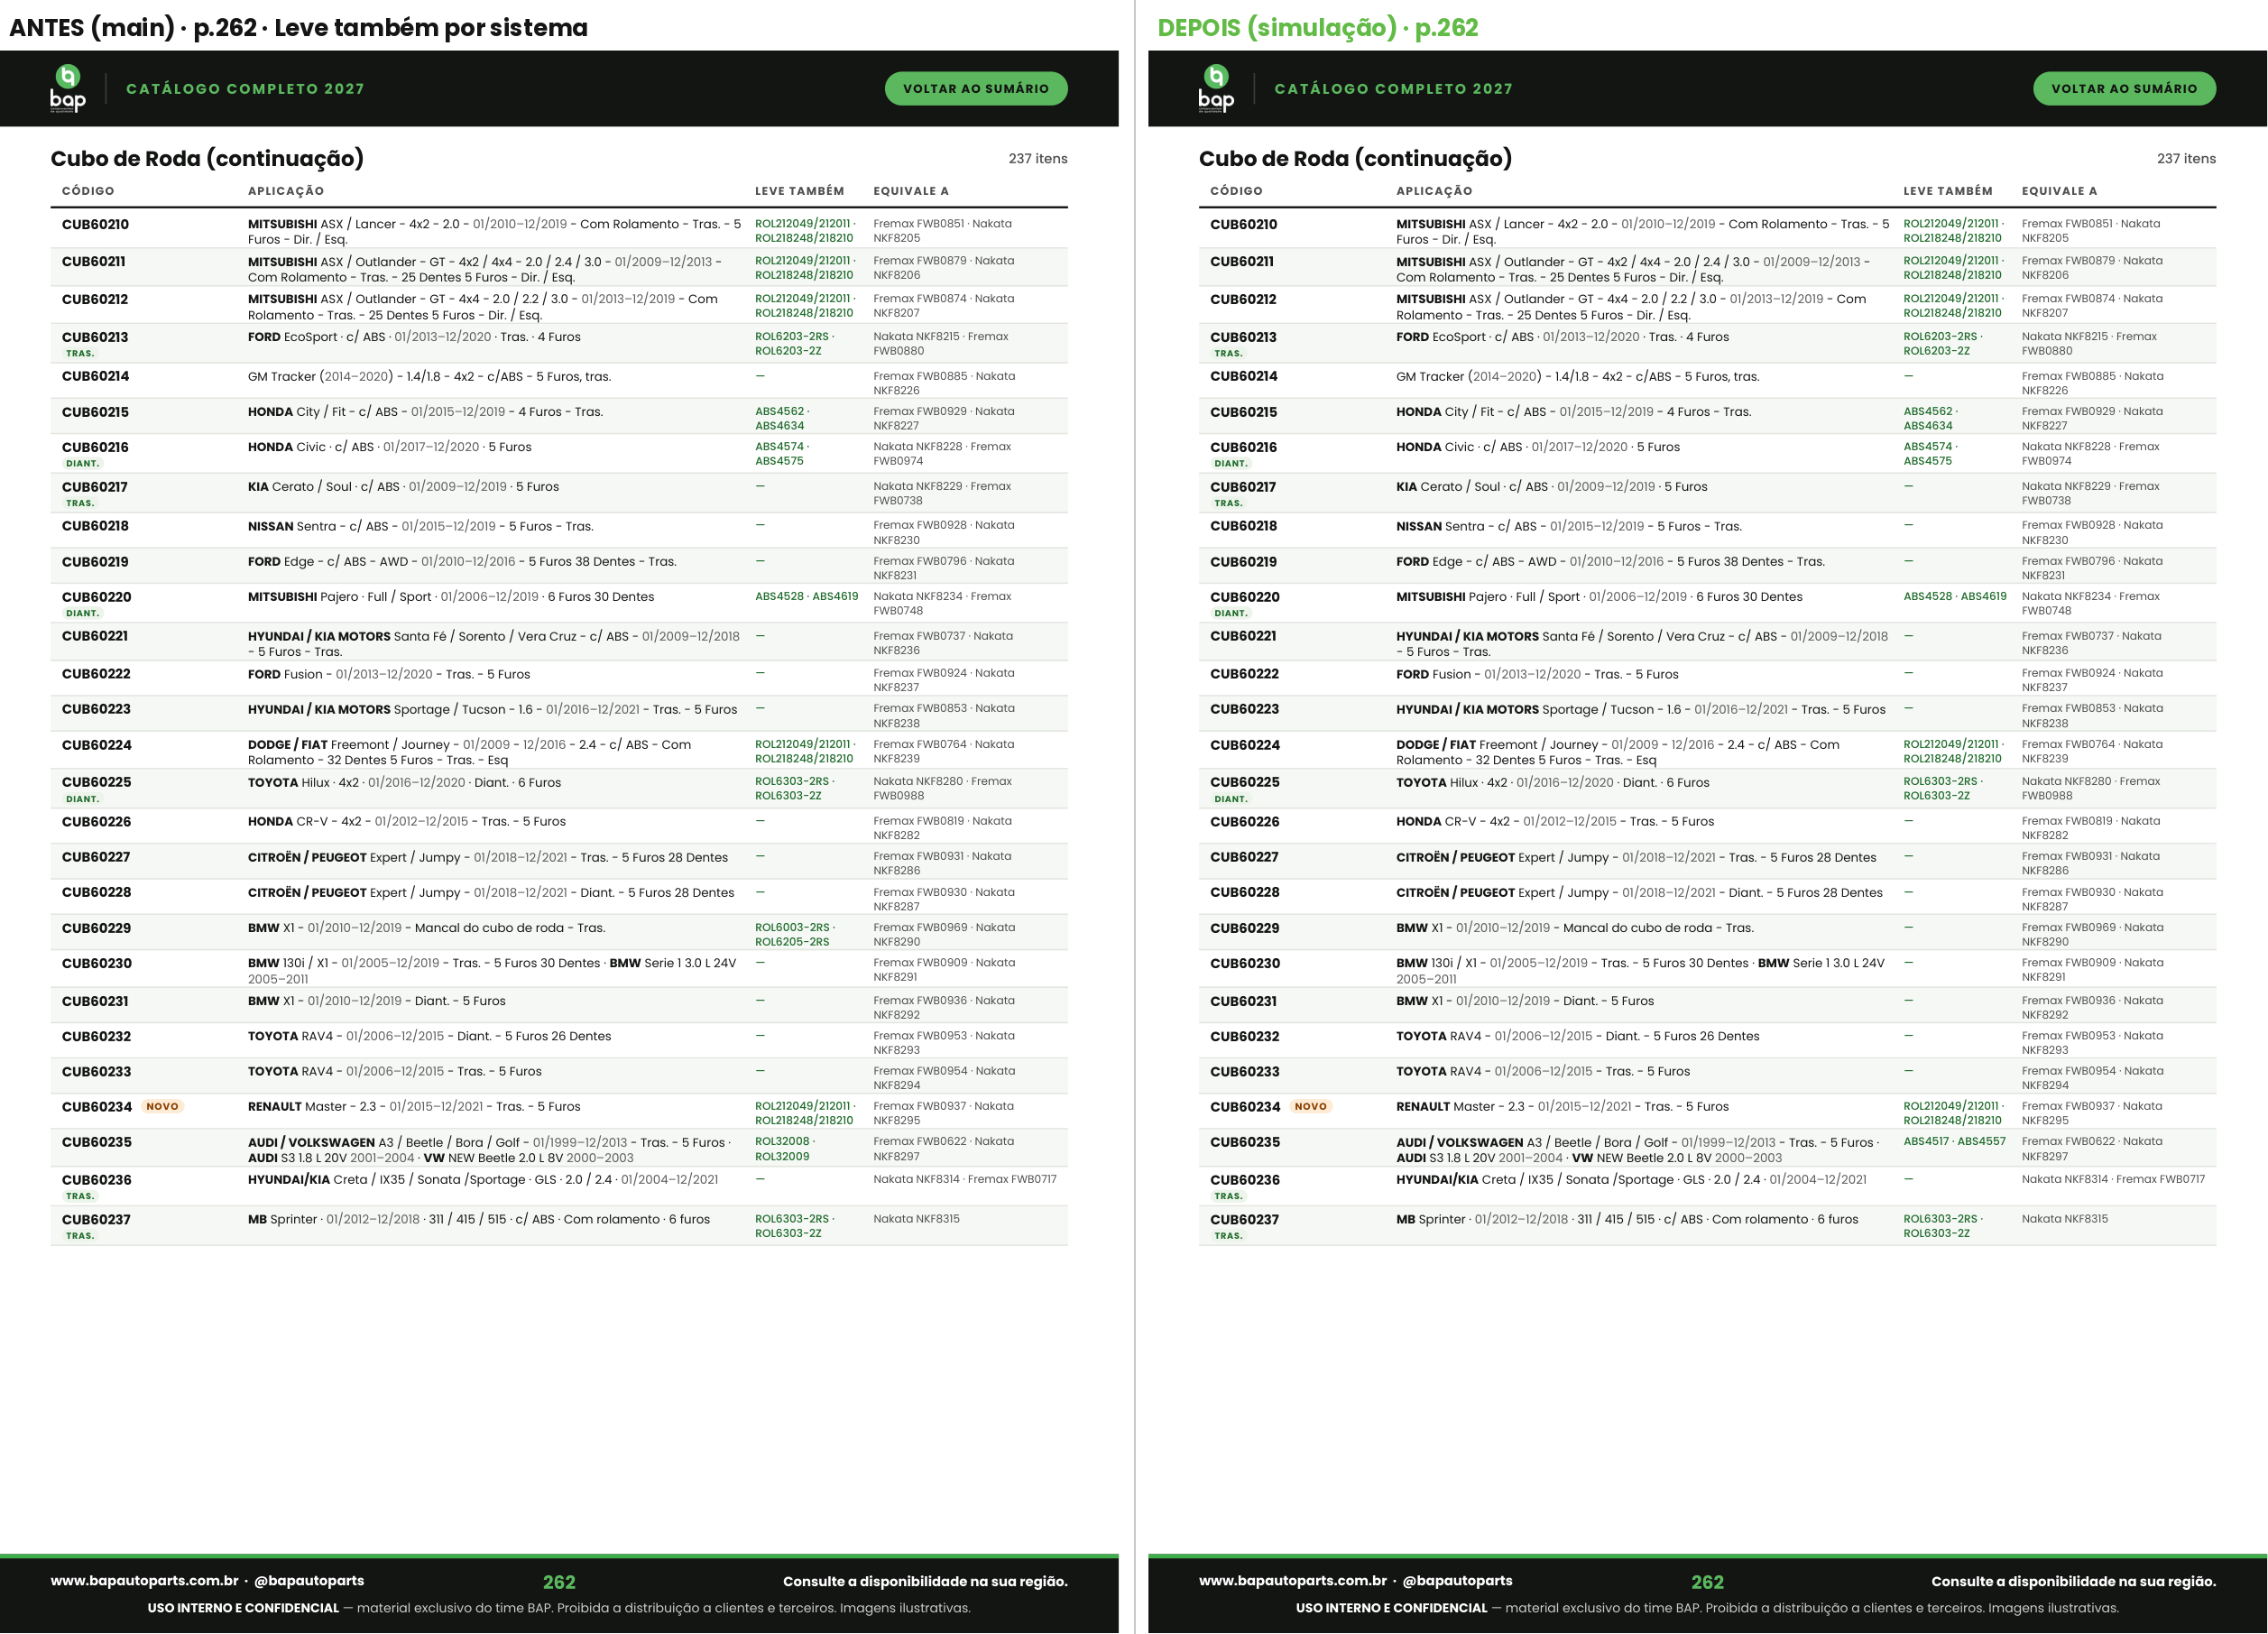 ANTES (main) · p.262 · Leve também por sistema
bap
CATÁLOGO COMPLETO 2027
VOLTAR AO SUMÁRIO
Cubo de Roda (continuação)
237 itens
CÓDIGO APLICAÇÃO LEVE TAMBÉM EQUIVALE A
CUB60210 MITSUBISHI ASX / Lancer - 4x2 - 2.0 - 01/2010–12/2019 - Com Rolamento - Tras. - 5 ROL212049/212011 · Fremax FWB0851 · Nakata
Furos - Dir. / Esq. ROL218248/218210 NKF8205
CUB60211 MITSUBISHI ASX / Outlander - GT - 4x2 / 4x4 - 2.0 / 2.4 / 3.0 - 01/2009–12/2013 - ROL212049/212011 · Fremax FWB0879 · Nakata
Com Rolamento - Tras. - 25 Dentes 5 Furos - Dir. / Esq. ROL218248/218210 NKF8206
CUB60212 MITSUBISHI ASX / Outlander - GT - 4x4 - 2.0 / 2.2 / 3.0 - 01/2013–12/2019 - Com ROL212049/212011 · Fremax FWB0874 · Nakata
Rolamento - Tras. - 25 Dentes 5 Furos - Dir. / Esq. ROL218248/218210 NKF8207
CUB60213 FORD EcoSport · c/ ABS · 01/2013–12/2020 · Tras. · 4 Furos ROL6203-2RS · Nakata NKF8215 · Fremax
TRAS. ROL6203-2Z FWB0880
CUB60214 GM Tracker (2014–2020) - 1.4/1.8 - 4x2 - c/ABS - 5 Furos, tras. — Fremax FWB0885 · Nakata
NKF8226
CUB60215 HONDA City / Fit - c/ ABS - 01/2015–12/2019 - 4 Furos - Tras. ABS4562 · Fremax FWB0929 · Nakata
ABS4634 NKF8227
CUB60216 HONDA Civic · c/ ABS · 01/2017–12/2020 · 5 Furos ABS4574 · Nakata NKF8228 · Fremax
DIANT. ABS4575 FWB0974
CUB60217 KIA Cerato / Soul · c/ ABS · 01/2009–12/2019 · 5 Furos — Nakata NKF8229 · Fremax
TRAS. FWB0738
CUB60218 NISSAN Sentra - c/ ABS - 01/2015–12/2019 - 5 Furos - Tras. — Fremax FWB0928 · Nakata
NKF8230
CUB60219 FORD Edge - c/ ABS - AWD - 01/2010–12/2016 - 5 Furos 38 Dentes - Tras. — Fremax FWB0796 · Nakata
NKF8231
CUB60220 MITSUBISHI Pajero · Full / Sport · 01/2006–12/2019 · 6 Furos 30 Dentes ABS4528 · ABS4619 Nakata NKF8234 · Fremax
DIANT. FWB0748
CUB60221 HYUNDAI / KIA MOTORS Santa Fé / Sorento / Vera Cruz - c/ ABS - 01/2009–12/2018 — Fremax FWB0737 · Nakata
- 5 Furos - Tras. NKF8236
CUB60222 FORD Fusion - 01/2013–12/2020 - Tras. - 5 Furos — Fremax FWB0924 · Nakata
NKF8237
CUB60223 HYUNDAI / KIA MOTORS Sportage / Tucson - 1.6 - 01/2016–12/2021 - Tras. - 5 Furos — Fremax FWB0853 · Nakata
NKF8238
CUB60224 DODGE / FIAT Freemont / Journey - 01/2009 - 12/2016 - 2.4 - c/ ABS - Com ROL212049/212011 · Fremax FWB0764 · Nakata
Rolamento - 32 Dentes 5 Furos - Tras. - Esq ROL218248/218210 NKF8239
CUB60225 TOYOTA Hilux · 4x2 · 01/2016–12/2020 · Diant. · 6 Furos ROL6303-2RS · Nakata NKF8280 · Fremax
DIANT. ROL6303-2Z FWB0988
CUB60226 HONDA CR-V - 4x2 - 01/2012–12/2015 - Tras. - 5 Furos — Fremax FWB0819 · Nakata
NKF8282
CUB60227 CITROËN / PEUGEOT Expert / Jumpy - 01/2018–12/2021 - Tras. - 5 Furos 28 Dentes — Fremax FWB0931 · Nakata
NKF8286
CUB60228 CITROËN / PEUGEOT Expert / Jumpy - 01/2018–12/2021 - Diant. - 5 Furos 28 Dentes — Fremax FWB0930 · Nakata
NKF8287
CUB60229 BMW X1 - 01/2010–12/2019 - Mancal do cubo de roda - Tras. ROL6003-2RS · Fremax FWB0969 · Nakata
ROL6205-2RS NKF8290
CUB60230 BMW 130i / X1 - 01/2005–12/2019 - Tras. - 5 Furos 30 Dentes · BMW Serie 1 3.0 L 24V — Fremax FWB0909 · Nakata
2005–2011 NKF8291
CUB60231 BMW X1 - 01/2010–12/2019 - Diant. - 5 Furos — Fremax FWB0936 · Nakata
NKF8292
CUB60232 TOYOTA RAV4 - 01/2006–12/2015 - Diant. - 5 Furos 26 Dentes — Fremax FWB0953 · Nakata
NKF8293
CUB60233 TOYOTA RAV4 - 01/2006–12/2015 - Tras. - 5 Furos — Fremax FWB0954 · Nakata
NKF8294
CUB60234 NOVO RENAULT Master - 2.3 - 01/2015–12/2021 - Tras. - 5 Furos ROL212049/212011 · Fremax FWB0937 · Nakata
ROL218248/218210 NKF8295
CUB60235 AUDI / VOLKSWAGEN A3 / Beetle / Bora / Golf - 01/1999–12/2013 - Tras. - 5 Furos · ROL32008 · Fremax FWB0622 · Nakata
AUDI S3 1.8 L 20V 2001–2004 · VW NEW Beetle 2.0 L 8V 2000–2003 ROL32009 NKF8297
CUB60236 HYUNDAI/KIA Creta / IX35 / Sonata /Sportage · GLS · 2.0 / 2.4 · 01/2004–12/2021 — Nakata NKF8314 · Fremax FWB0717
TRAS.
CUB60237 MB Sprinter · 01/2012–12/2018 · 311 / 415 / 515 · c/ ABS · Com rolamento · 6 furos ROL6303-2RS · Nakata NKF8315
TRAS. ROL6303-2Z
www.bapautoparts.com.br · @bapautoparts 262 Consulte a disponibilidade na sua região.
USO INTERNO E CONFIDENCIAL — material exclusivo do time BAP. Proibida a distribuição a clientes e terceiros. Imagens ilustrativas.
DEPOIS (simulação) · p.262
bap
CATÁLOGO COMPLETO 2027
VOLTAR AO SUMÁRIO
Cubo de Roda (continuação)
237 itens
CÓDIGO APLICAÇÃO LEVE TAMBÉM EQUIVALE A
CUB60210 MITSUBISHI ASX / Lancer - 4x2 - 2.0 - 01/2010–12/2019 - Com Rolamento - Tras. - 5 ROL212049/212011 · Fremax FWB0851 · Nakata
Furos - Dir. / Esq. ROL218248/218210 NKF8205
CUB60211 MITSUBISHI ASX / Outlander - GT - 4x2 / 4x4 - 2.0 / 2.4 / 3.0 - 01/2009–12/2013 - ROL212049/212011 · Fremax FWB0879 · Nakata
Com Rolamento - Tras. - 25 Dentes 5 Furos - Dir. / Esq. ROL218248/218210 NKF8206
CUB60212 MITSUBISHI ASX / Outlander - GT - 4x4 - 2.0 / 2.2 / 3.0 - 01/2013–12/2019 - Com ROL212049/212011 · Fremax FWB0874 · Nakata
Rolamento - Tras. - 25 Dentes 5 Furos - Dir. / Esq. ROL218248/218210 NKF8207
CUB60213 FORD EcoSport · c/ ABS · 01/2013–12/2020 · Tras. · 4 Furos ROL6203-2RS · Nakata NKF8215 · Fremax
TRAS. ROL6203-2Z FWB0880
CUB60214 GM Tracker (2014–2020) - 1.4/1.8 - 4x2 - c/ABS - 5 Furos, tras. — Fremax FWB0885 · Nakata
NKF8226
CUB60215 HONDA City / Fit - c/ ABS - 01/2015–12/2019 - 4 Furos - Tras. ABS4562 · Fremax FWB0929 · Nakata
ABS4634 NKF8227
CUB60216 HONDA Civic · c/ ABS · 01/2017–12/2020 · 5 Furos ABS4574 · Nakata NKF8228 · Fremax
DIANT. ABS4575 FWB0974
CUB60217 KIA Cerato / Soul · c/ ABS · 01/2009–12/2019 · 5 Furos — Nakata NKF8229 · Fremax
TRAS. FWB0738
CUB60218 NISSAN Sentra - c/ ABS - 01/2015–12/2019 - 5 Furos - Tras. — Fremax FWB0928 · Nakata
NKF8230
CUB60219 FORD Edge - c/ ABS - AWD - 01/2010–12/2016 - 5 Furos 38 Dentes - Tras. — Fremax FWB0796 · Nakata
NKF8231
CUB60220 MITSUBISHI Pajero · Full / Sport · 01/2006–12/2019 · 6 Furos 30 Dentes ABS4528 · ABS4619 Nakata NKF8234 · Fremax
DIANT. FWB0748
CUB60221 HYUNDAI / KIA MOTORS Santa Fé / Sorento / Vera Cruz - c/ ABS - 01/2009–12/2018 — Fremax FWB0737 · Nakata
- 5 Furos - Tras. NKF8236
CUB60222 FORD Fusion - 01/2013–12/2020 - Tras. - 5 Furos — Fremax FWB0924 · Nakata
NKF8237
CUB60223 HYUNDAI / KIA MOTORS Sportage / Tucson - 1.6 - 01/2016–12/2021 - Tras. - 5 Furos — Fremax FWB0853 · Nakata
NKF8238
CUB60224 DODGE / FIAT Freemont / Journey - 01/2009 - 12/2016 - 2.4 - c/ ABS - Com ROL212049/212011 · Fremax FWB0764 · Nakata
Rolamento - 32 Dentes 5 Furos - Tras. - Esq ROL218248/218210 NKF8239
CUB60225 TOYOTA Hilux · 4x2 · 01/2016–12/2020 · Diant. · 6 Furos ROL6303-2RS · Nakata NKF8280 · Fremax
DIANT. ROL6303-2Z FWB0988
CUB60226 HONDA CR-V - 4x2 - 01/2012–12/2015 - Tras. - 5 Furos — Fremax FWB0819 · Nakata
NKF8282
CUB60227 CITROËN / PEUGEOT Expert / Jumpy - 01/2018–12/2021 - Tras. - 5 Furos 28 Dentes — Fremax FWB0931 · Nakata
NKF8286
CUB60228 CITROËN / PEUGEOT Expert / Jumpy - 01/2018–12/2021 - Diant. - 5 Furos 28 Dentes — Fremax FWB0930 · Nakata
NKF8287
CUB60229 BMW X1 - 01/2010–12/2019 - Mancal do cubo de roda - Tras. — Fremax FWB0969 · Nakata
NKF8290
CUB60230 BMW 130i / X1 - 01/2005–12/2019 - Tras. - 5 Furos 30 Dentes · BMW Serie 1 3.0 L 24V — Fremax FWB0909 · Nakata
2005–2011 NKF8291
CUB60231 BMW X1 - 01/2010–12/2019 - Diant. - 5 Furos — Fremax FWB0936 · Nakata
NKF8292
CUB60232 TOYOTA RAV4 - 01/2006–12/2015 - Diant. - 5 Furos 26 Dentes — Fremax FWB0953 · Nakata
NKF8293
CUB60233 TOYOTA RAV4 - 01/2006–12/2015 - Tras. - 5 Furos — Fremax FWB0954 · Nakata
NKF8294
CUB60234 NOVO RENAULT Master - 2.3 - 01/2015–12/2021 - Tras. - 5 Furos ROL212049/212011 · Fremax FWB0937 · Nakata
ROL218248/218210 NKF8295
CUB60235 AUDI / VOLKSWAGEN A3 / Beetle / Bora / Golf - 01/1999–12/2013 - Tras. - 5 Furos · ABS4517 · ABS4557 Fremax FWB0622 · Nakata
AUDI S3 1.8 L 20V 2001–2004 · VW NEW Beetle 2.0 L 8V 2000–2003 NKF8297
CUB60236 HYUNDAI/KIA Creta / IX35 / Sonata /Sportage · GLS · 2.0 / 2.4 · 01/2004–12/2021 — Nakata NKF8314 · Fremax FWB0717
TRAS.
CUB60237 MB Sprinter · 01/2012–12/2018 · 311 / 415 / 515 · c/ ABS · Com rolamento · 6 furos ROL6303-2RS · Nakata NKF8315
TRAS. ROL6303-2Z
www.bapautoparts.com.br · @bapautoparts 262 Consulte a disponibilidade na sua região.
USO INTERNO E CONFIDENCIAL — material exclusivo do time BAP. Proibida a distribuição a clientes e terceiros. Imagens ilustrativas.